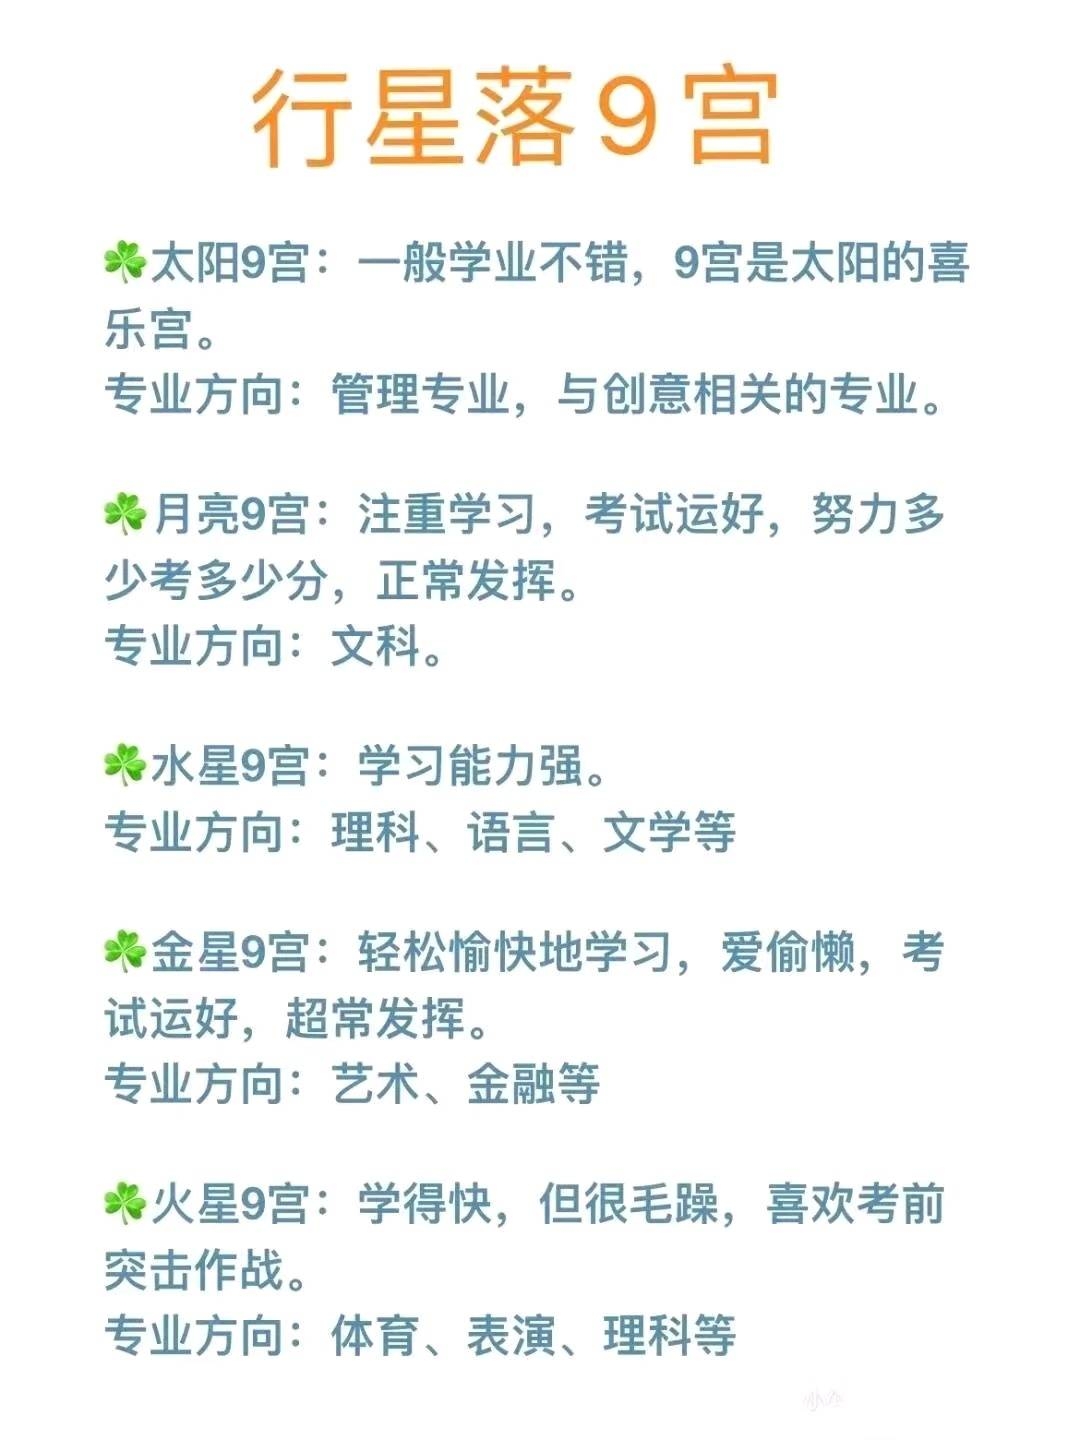 行星落9宫
☘️太阳9宫：一般学业不错，9宫是太阳的喜
乐宫。
专业方向：管理专业，与创意相关的专业。
☘️月亮9宫：注重学习，考试运好，努力多
少考多少分，正常发挥。
专业方向：文科。
☘️水星9宫：学习能力强。
专业方向：理科、语言、文学等
☘️金星9宫：轻松愉快地学习，爱偷懒，考
试运好，超常发挥。
专业方向：艺术、金融等
☘️火星9宫：学得快，但很毛躁，喜欢考前
突击作战。
专业方向：体育、表演、理科等